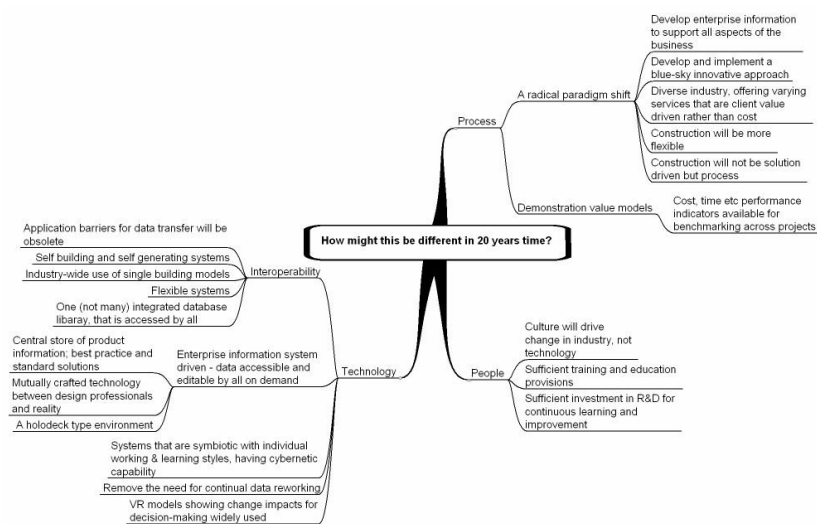 How might this be different in 20 years time?
Process
A radical paradigm shift
Develop enterprise information
to support all aspects of the
business
Develop and implement a
blue-sky innovative approach
Diverse industry, offering varying
services that are client value
driven rather than cost
Construction will be more
flexible
Construction will not be solution
driven but process
Demonstration value models
Cost, time etc performance
indicators available for
benchmarking across projects
People
Culture will drive
change in industry, not
technology
Sufficient training and education
provisions
Sufficient investment in R&D for
continuous learning and
improvement
Technology
Interoperability
Application barriers for data transfer will be
obsolete
Self building and self generating systems
Industry-wide use of single building models
Flexible systems
One (not many) integrated database
libaray, that is accessed by all
Enterprise information system
driven - data accessible and
editable by all on demand
Central store of product
information; best practice and
standard solutions
Mutually crafted technology
between design professionals
and reality
A holodeck type environment
Systems that are symbiotic with individual
working & learning styles, having cybernetic
capability
Remove the need for continual data reworking
VR models showing change impacts for
decision-making widely used